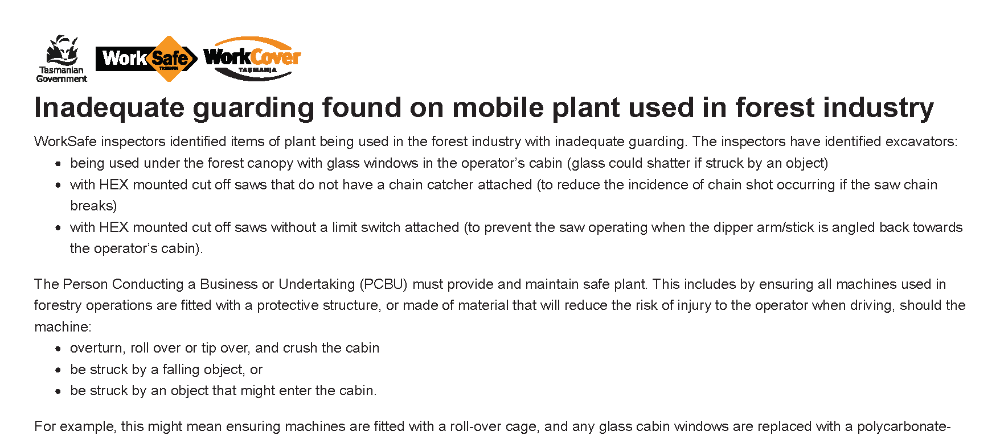 Tasmanian
Government
WorkSafe
TASMANIA
WorkCover
TASMANIA
Inadequate guarding found on mobile plant used in forest industry
WorkSafe inspectors identified items of plant being used in the forest industry with inadequate guarding. The inspectors have identified excavators:
• being used under the forest canopy with glass windows in the operator’s cabin (glass could shatter if struck by an object)
• with HEX mounted cut off saws that do not have a chain catcher attached (to reduce the incidence of chain shot occurring if the saw chain
breaks)
• with HEX mounted cut off saws without a limit switch attached (to prevent the saw operating when the dipper arm/stick is angled back towards
the operator’s cabin).
The Person Conducting a Business or Undertaking (PCBU) must provide and maintain safe plant. This includes by ensuring all machines used in
forestry operations are fitted with a protective structure, or made of material that will reduce the risk of injury to the operator when driving, should the
machine:
• overturn, roll over or tip over, and crush the cabin
• be struck by a falling object, or
• be struck by an object that might enter the cabin.
For example, this might mean ensuring machines are fitted with a roll-over cage, and any glass cabin windows are replaced with a polycarbonate-